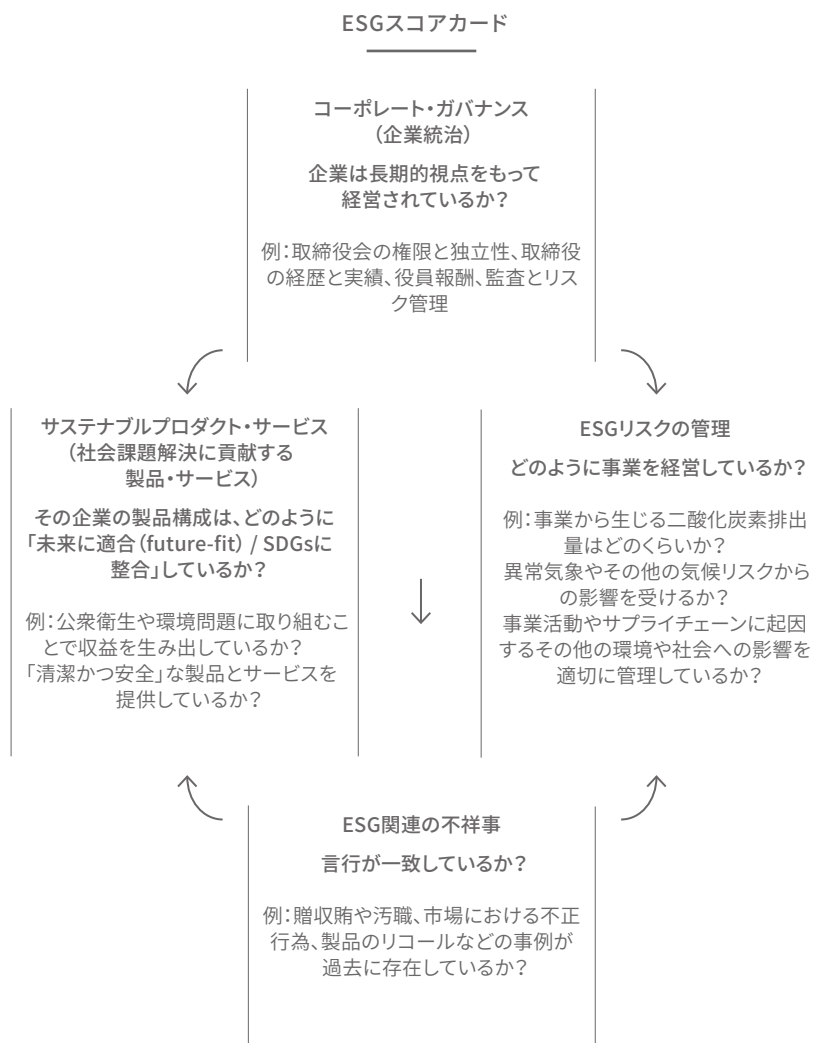 ESGスコアカード
コーポレート・ガバナンス
（企業統治）
企業は長期的視点をもって
経営されているか？
例：取締役会の権限と独立性、取締役
の経歴と実績、役員報酬、監査とリス
ク管理
サステナブルプロダクト・サービス
（社会課題解決に貢献する
製品・サービス）
その企業の製品構成は、どのように
「未来に適合（future-fit） / SDGsに
整合」しているか？
例：公衆衛生や環境問題に取り組むこ
とで収益を生み出しているか？
「清潔かつ安全」な製品とサービスを
提供しているか？
ESGリスクの管理
どのように事業を経営しているか？
例：事業から生じる二酸化炭素排出
量はどのくらいか？
異常気象やその他の気候リスクから
の影響を受けるか？
事業活動やサプライチェーンに起因
するその他の環境や社会への影響を
適切に管理しているか？
ESG関連の不祥事
言行が一致しているか？
例：贈収賄や汚職、市場における不正
行為、製品のリコールなどの事例が
過去に存在しているか？